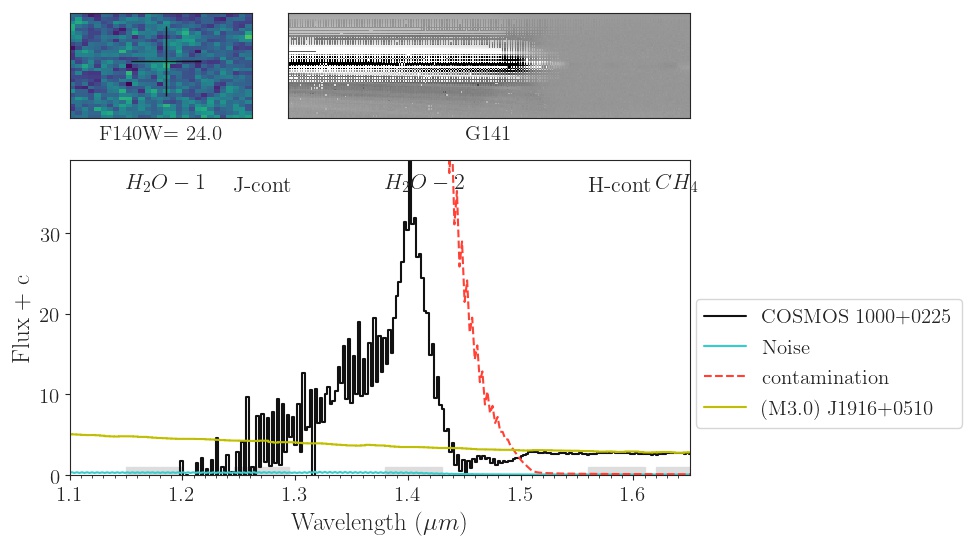 F140W= 24.0
G141
H₂O − 1
J-cont
H₂O − 2
H-cont
CH₄
Flux + c
30
20
10
0
1.1
1.2
1.3
1.4
1.5
1.6
Wavelength (μm)
COSMOS 1000+0225
Noise
contamination
(M3.0) J1916+0510